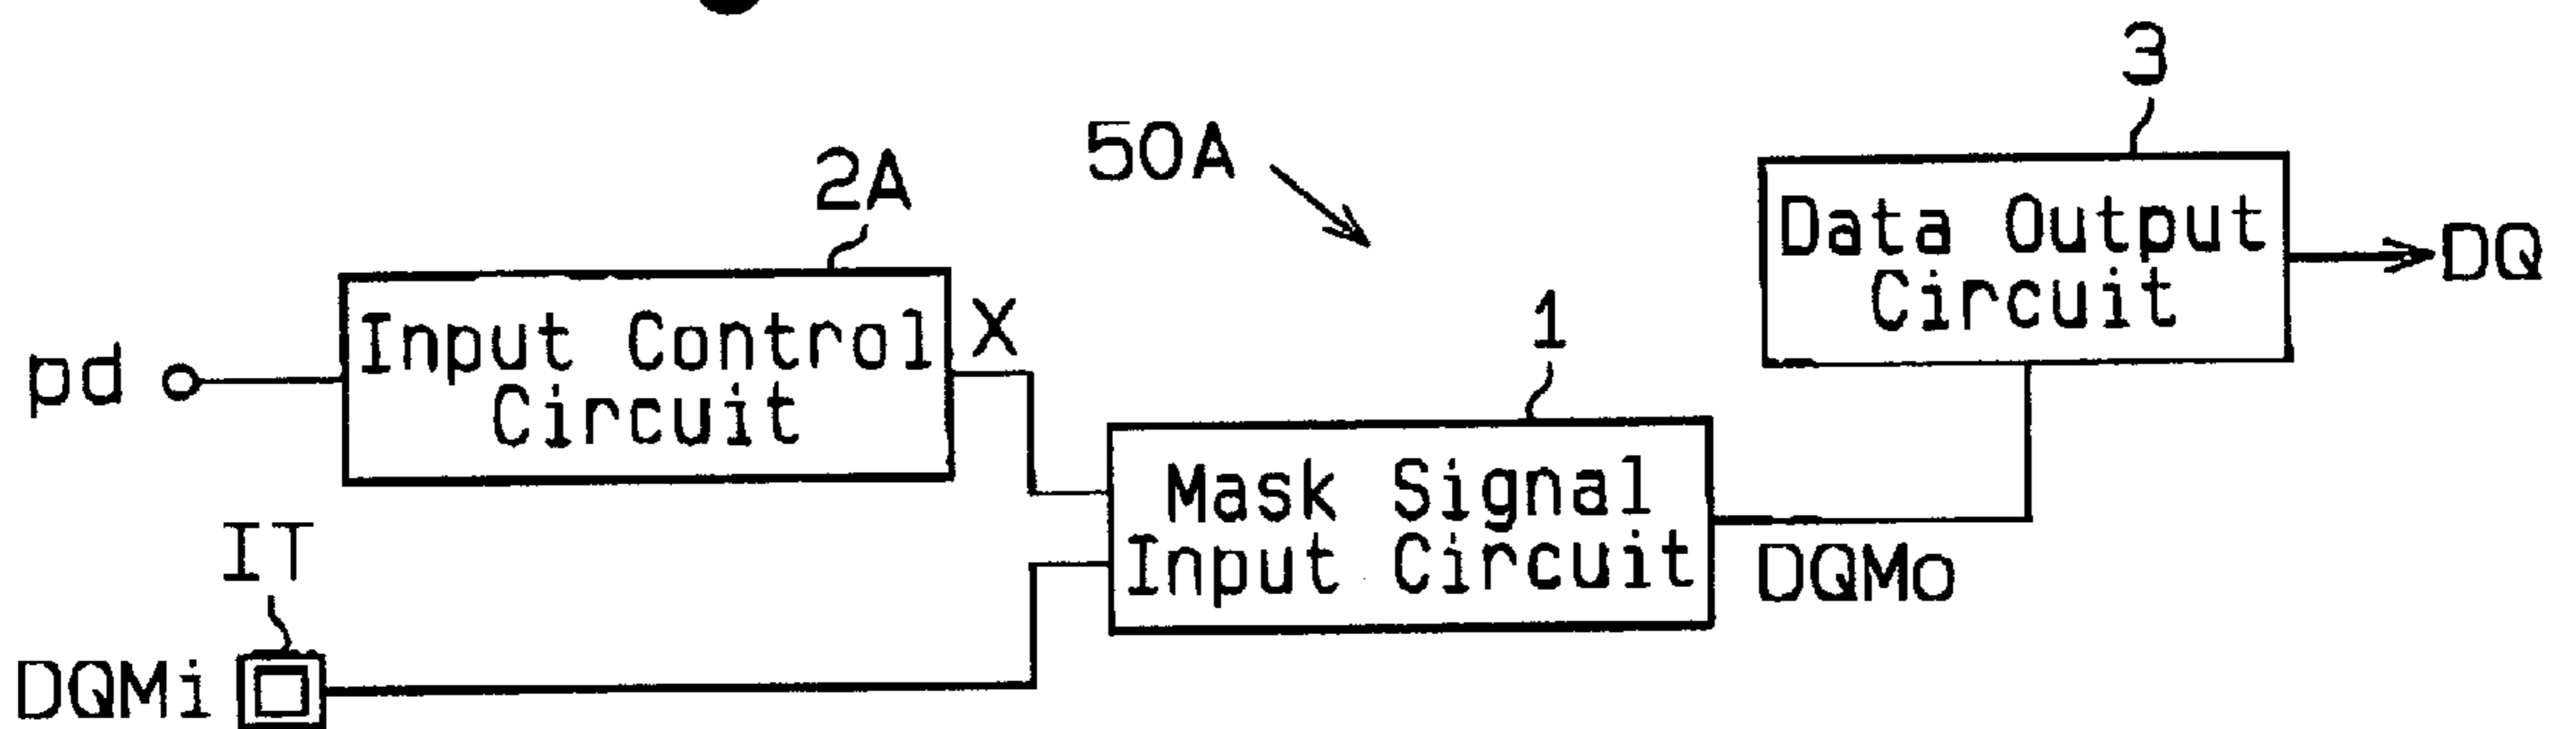 3
50A
2A
Data Output
Circuit
DQ
Input Control
Circuit
X
1
pd
Mask Signal
Input Circuit
DQMo
IT
DQMi